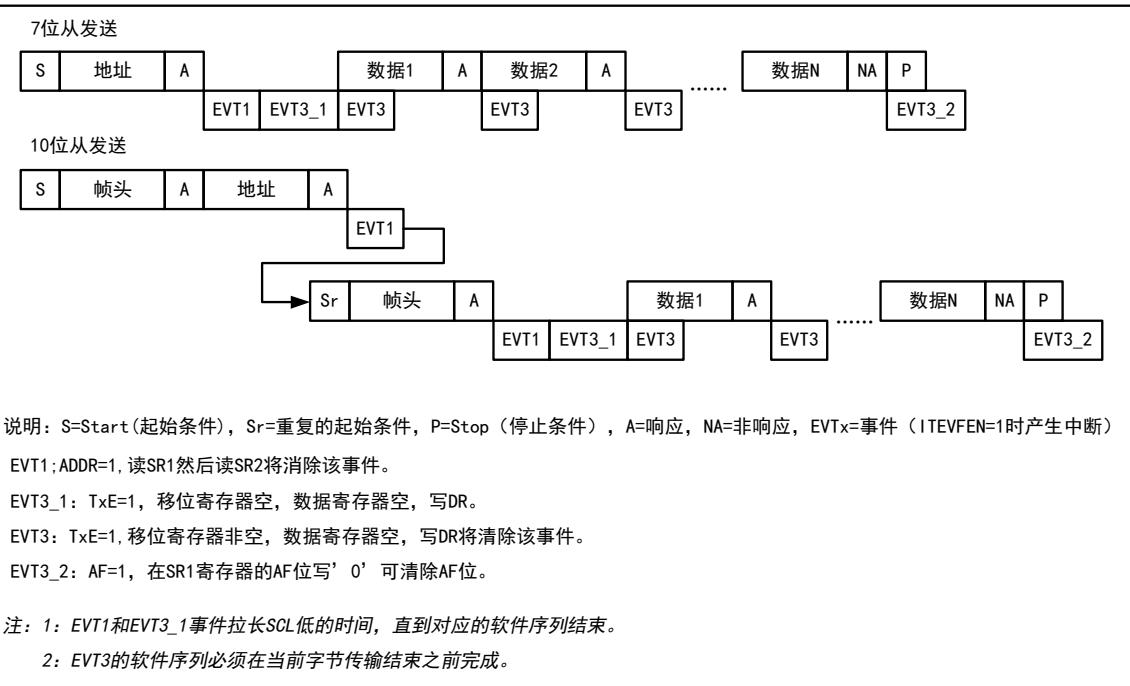 7位从发送
S 地址 A 数据1 A 数据2 A ...... 数据N NA P
EVT1 EVT3_1 EVT3 EVT3 EVT3 EVT3_2
10位从发送
S 帧头 A 地址 A
EVT1
Sr 帧头 A 数据1 A ...... 数据N NA P
EVT1 EVT3_1 EVT3 EVT3 EVT3_2
说明：S=Start(起始条件)，Sr=重复的起始条件，P=Stop（停止条件），A=响应，NA=非响应，EVTx=事件（ITEVFEN=1时产生中断）
EVT1;ADDR=1,读SR1然后读SR2将消除该事件。
EVT3_1：TxE=1，移位寄存器空，数据寄存器空，写DR。
EVT3：TxE=1,移位寄存器非空，数据寄存器空，写DR将清除该事件。
EVT3_2：AF=1，在SR1寄存器的AF位写’0’可清除AF位。
注：1：EVT1和EVT3_1事件拉长SCL低的时间，直到对应的软件序列结束。
2：EVT3的软件序列必须在当前字节传输结束之前完成。